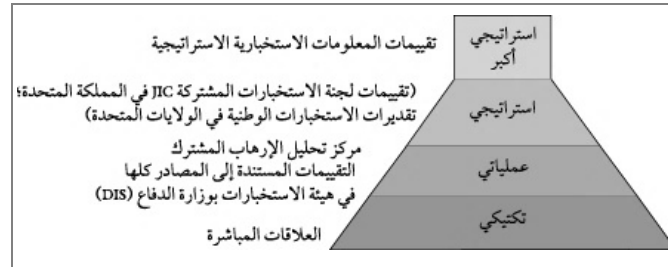 استراتيجي
أكبر
تقييمات المعلومات الاستخبارية الاستراتيجية
استراتيجي
(تقييمات لجنة الاستخبارات المشتركة JIC في المملكة المتحدة؛
تقديرات الاستخبارات الوطنية في الولايات المتحدة)
عملياتي
مركز تحليل الإرهاب المشترك
التقييمات المستندة إلى المصادر كلها
في هيئة الاستخبارات بوزارة الدفاع (DIS)
تكتيكي
العلاقات المباشرة